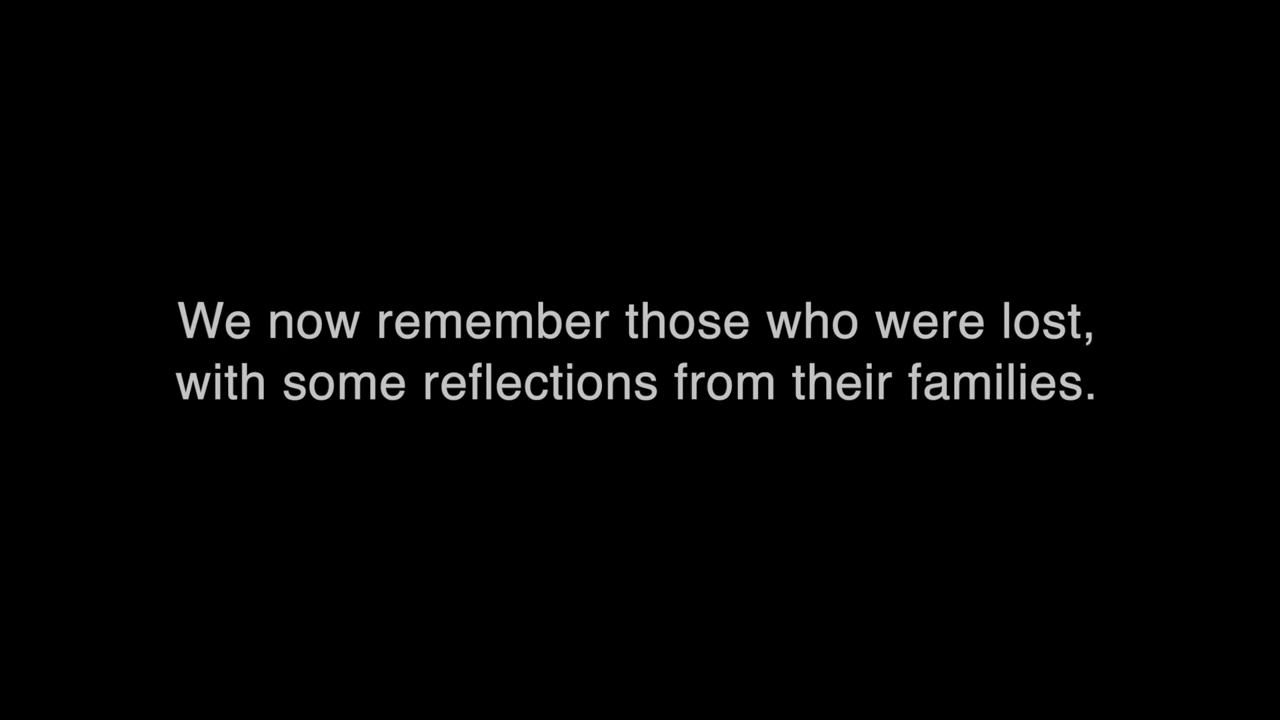 We now remember those who were lost,
with some reflections from their families.